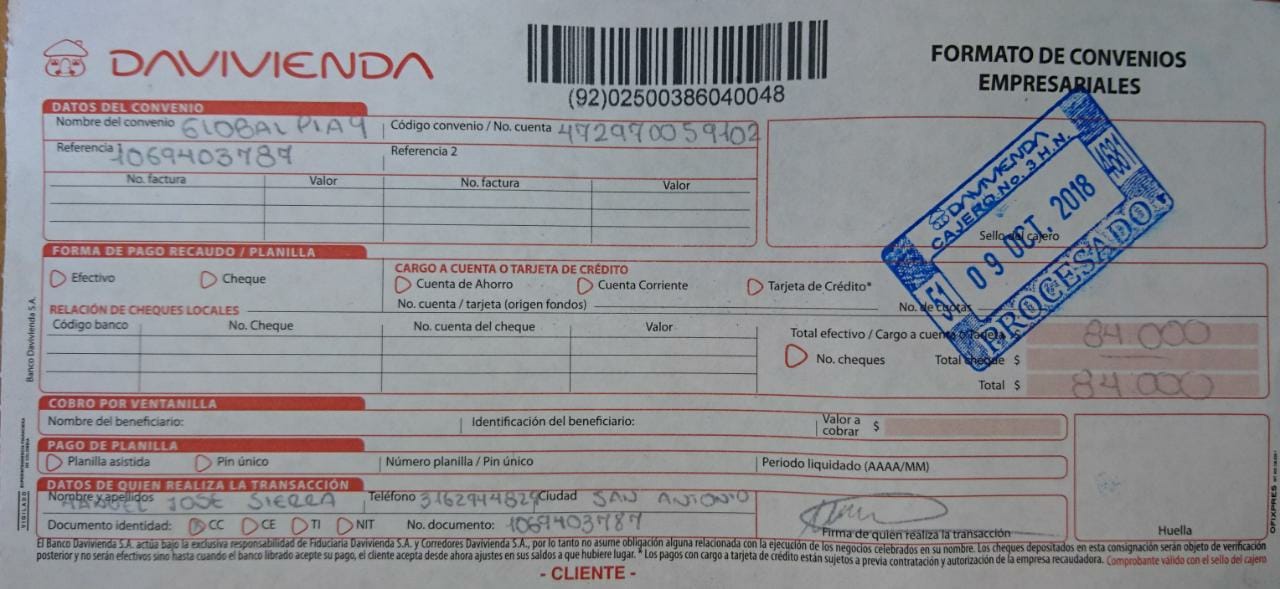 DAVIVIENDA
(92)02500386040048
FORMATO DE CONVENIOS
EMPRESARIALES
DATOS DEL CONVENIO
Nombre del convenio GLOBAL PLAY Código convenio / No. cuenta 472970059102
Referencia 1 1069403787 Referencia 2
No. factura Valor No. factura Valor
DAVIVIENDA
CAJERO No. 3 H.N.
51 09 OCT. 2018 4631
PROCESADO
Sello del cajero
FORMA DE PAGO RECAUDO / PLANILLA
Efectivo Cheque
CARGO A CUENTA O TARJETA DE CRÉDITO
Cuenta de Ahorro Cuenta Corriente Tarjeta de Crédito*
No. cuenta / tarjeta (origen fondos) No. de cuotas
RELACIÓN DE CHEQUES LOCALES
Código banco No. Cheque No. cuenta del cheque Valor
Total efectivo / Cargo a cuenta o tarjeta $ 84.000
No. cheques Total cheque $
Total $ 84.000
COBRO POR VENTANILLA
Nombre del beneficiario: Identificación del beneficiario: Valor a cobrar $
PAGO DE PLANILLA
Planilla asistida Pin único Número planilla / Pin único Periodo liquidado (AAAA/MM)
DATOS DE QUIEN REALIZA LA TRANSACCIÓN
Nombre y apellidos MANUEL JOSE SIERRA Teléfono 3162944829 Ciudad SAN ANTONIO
Documento identidad: CC CE TI NIT No. documento: 1069403787
Firma de quien realiza la transacción
Huella
El Banco Davivienda S.A. actúa bajo la exclusiva responsabilidad de Fiduciaria Davivienda S.A. y Corredores Davivienda S.A., por lo tanto no asume obligación alguna relacionada con la ejecución de los negocios celebrados en su nombre. Los cheques depositados en esta consignación serán objeto de verificación
posterior y no serán efectivos sino hasta cuando el banco librado acepte su pago, el cliente acepta desde ahora ajustes en sus saldos a que hubiere lugar. * Los pagos con cargo a tarjeta de crédito están sujetos a previa contratación y autorización de la empresa recaudadora. Comprobante válido con el sello del cajero
- CLIENTE -
Banco Davivienda S.A.
VIGILADO SUPERINTENDENCIA FINANCIERA DE COLOMBIA
OFIXPRES